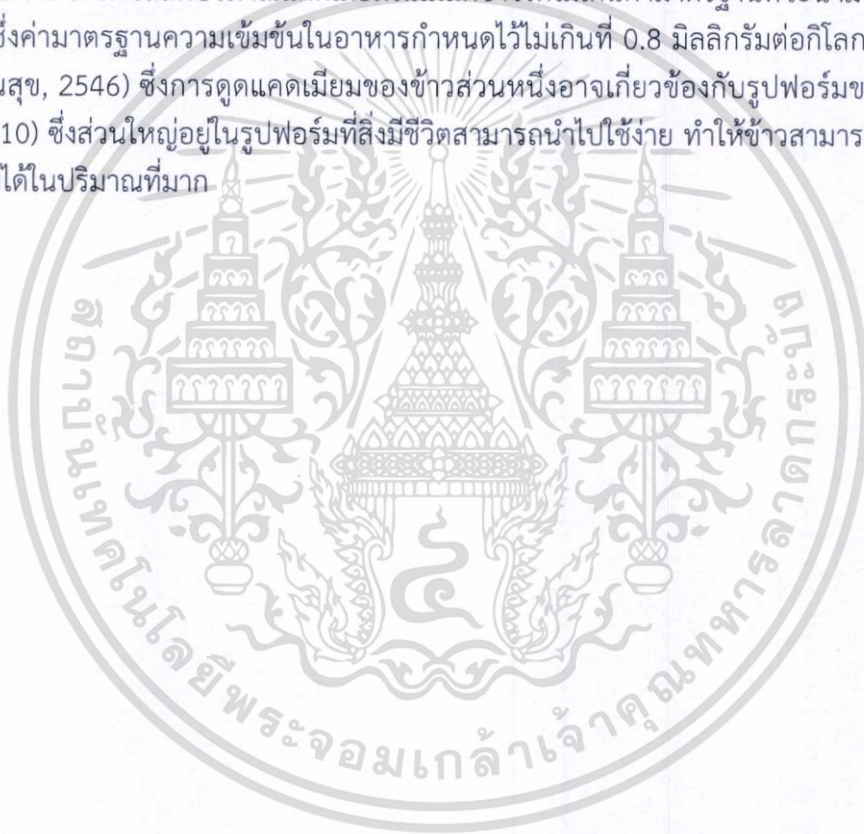 ซึ่งค่ามาตรฐานความเข้มข้นในอาหารกำหนดไว้ไม่เกินที่ 0.8 มิลลิกรัมต่อกิโลก
นสุข, 2546) ซึ่งการดูดแคดเมียมของข้าวส่วนหนึ่งอาจเกี่ยวข้องกับรูปฟอร์มข
10) ซึ่งส่วนใหญ่อยู่ในรูปฟอร์มที่สิ่งมีชีวิตสามารถนำไปใช้ง่าย ทำให้ข้าวสามาร
ได้ในปริมาณที่มาก
สถาบันเทคโนโลยีพระจอมเกล้าเจ้าคุณทหารลาดกระบัง